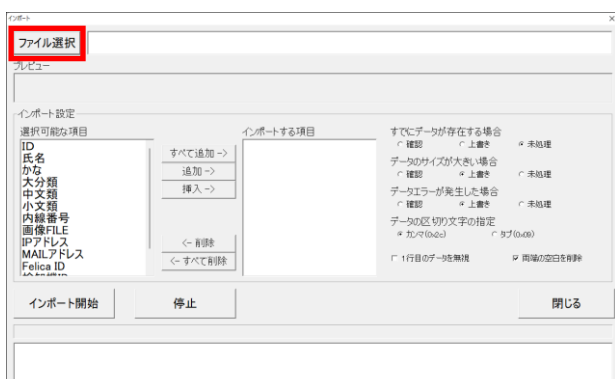 インポート
ファイル選択
プレビュー
インポート設定
選択可能な項目
ID
氏名
かな
大分類
中文類
小文類
内線番号
画像FILE
IPアドレス
MAILアドレス
Felica ID
すべて追加 ->
追加 ->
挿入 ->
<- 削除
<- すべて削除
インポートする項目
すでにデータが存在する場合
確認 上書き 未処理
データのサイズが大きい場合
確認 上書き 未処理
データエラーが発生した場合
確認 上書き 未処理
データの区切り文字の指定
カンマ(0x2c) タブ(0x09)
1行目のデータを無視 両端の空白を削除
インポート開始
停止
閉じる